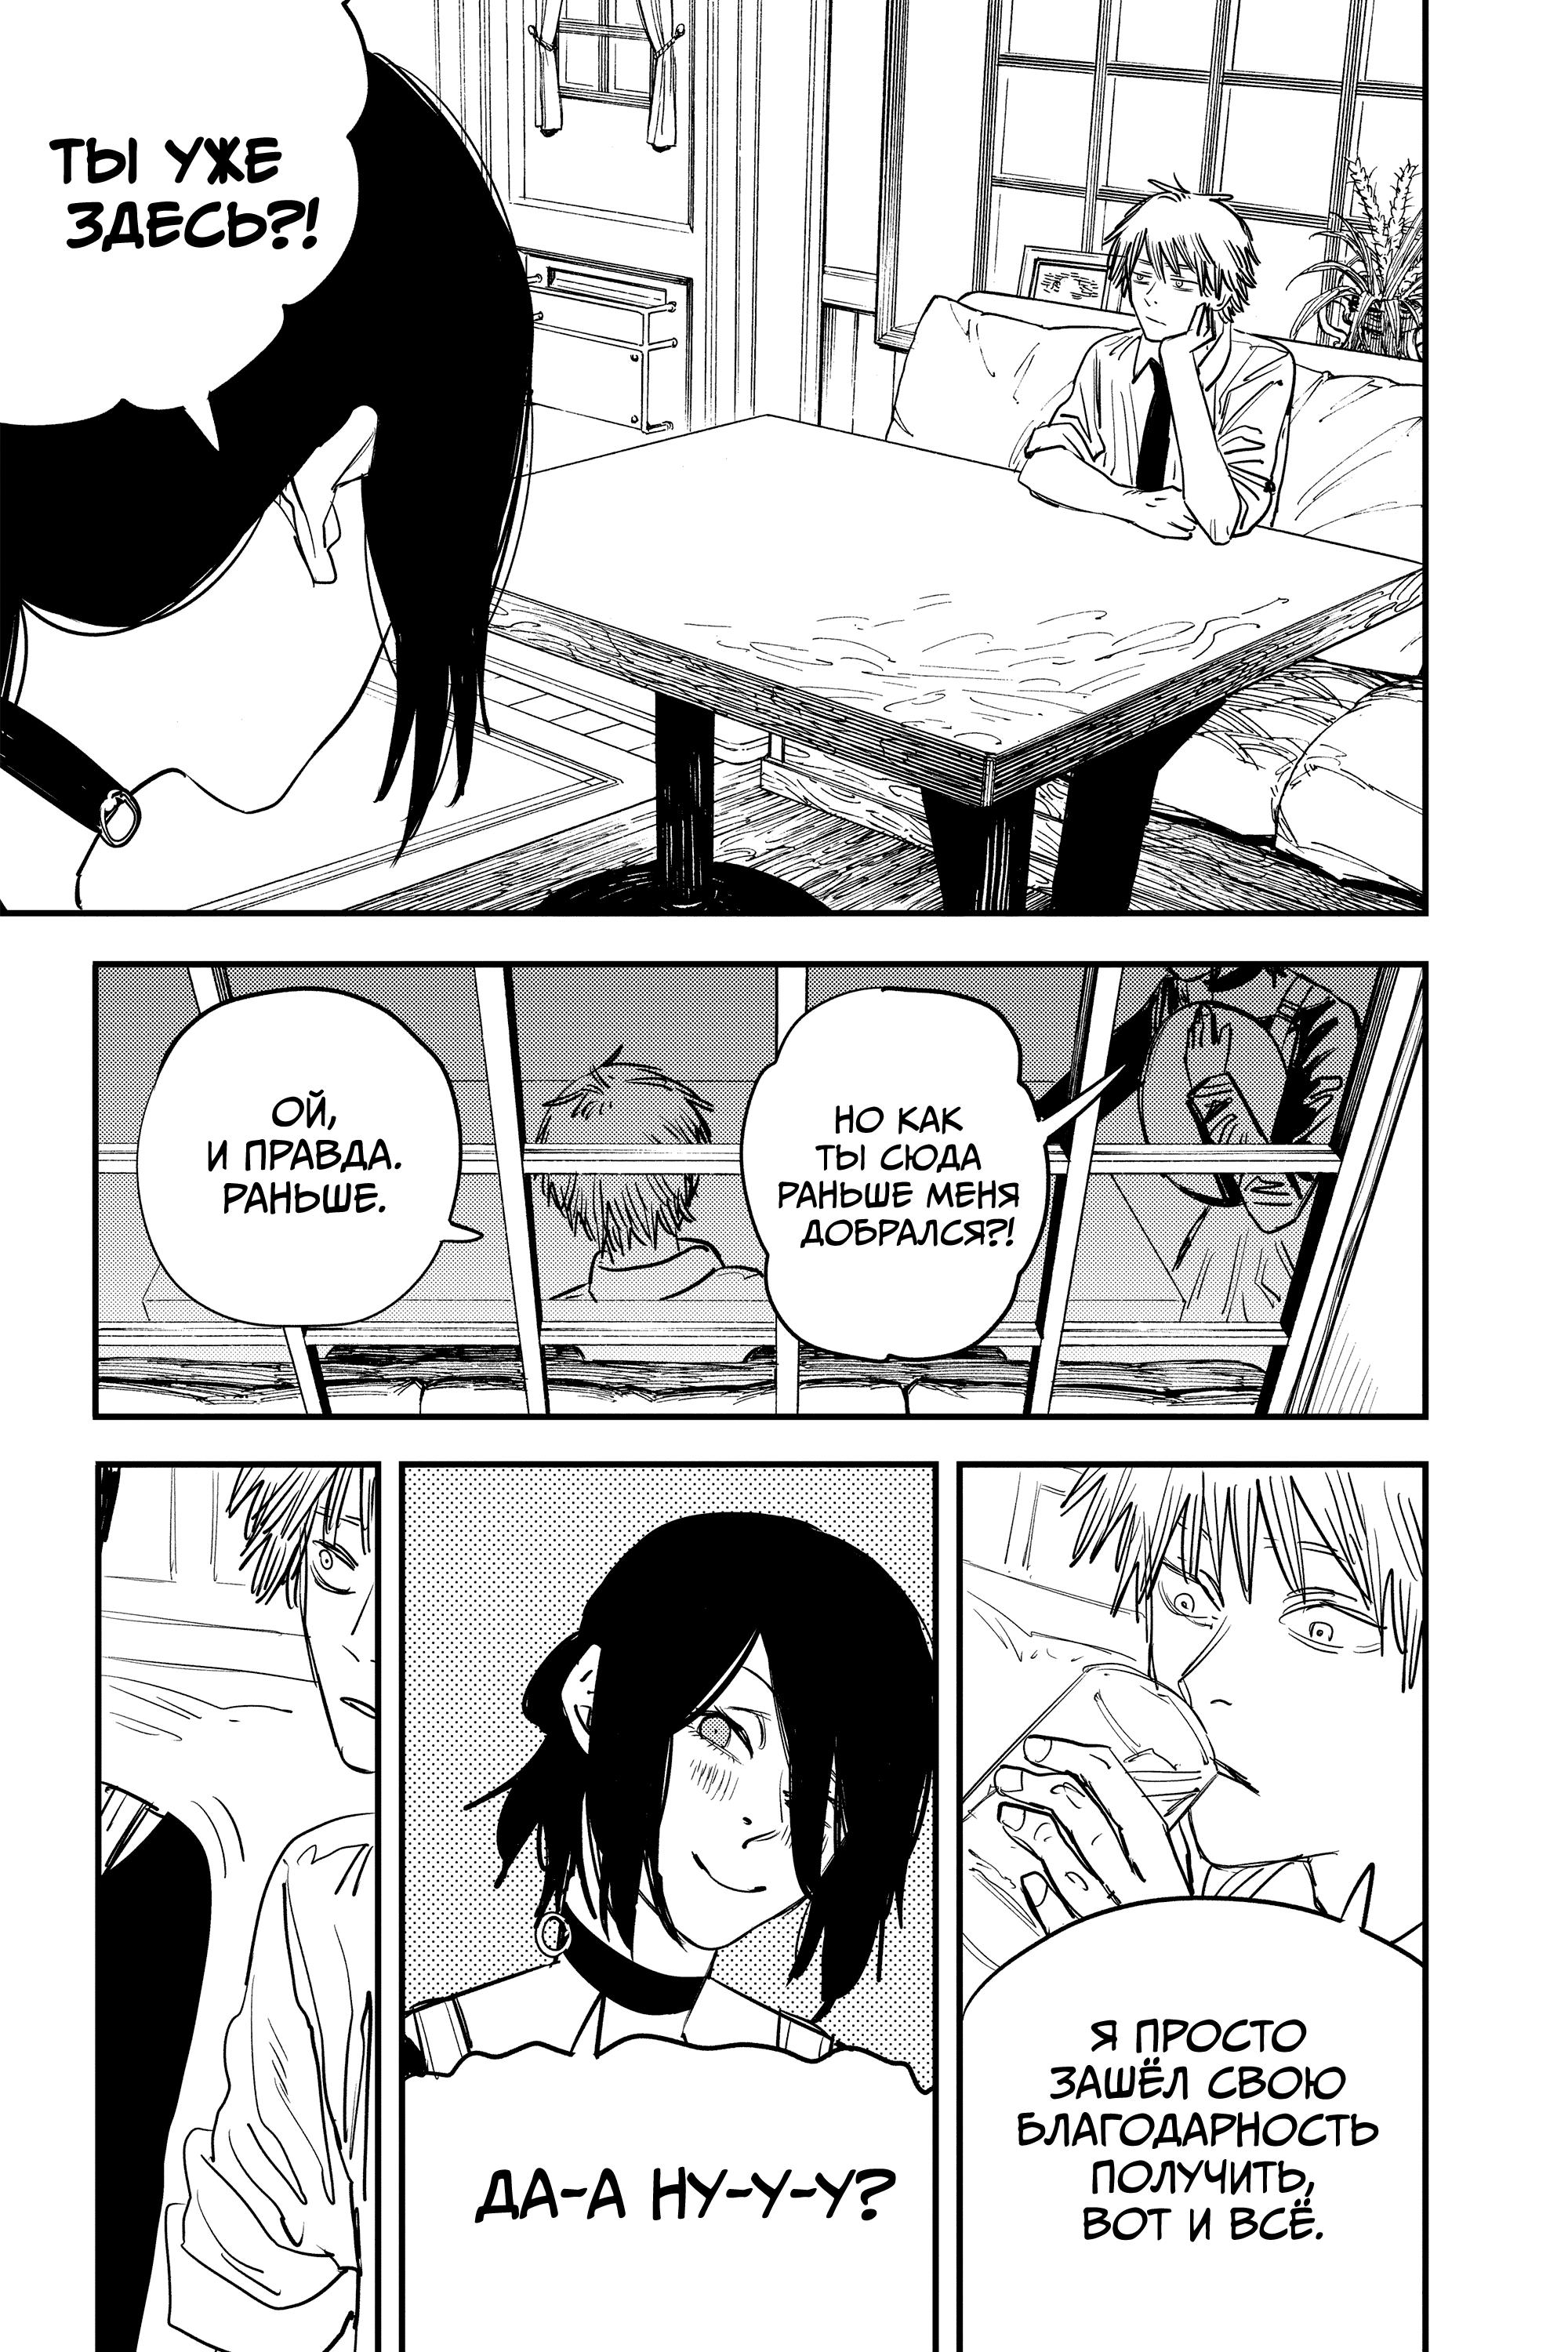 ТЫ УЖЕ
ЗДЕСЬ?!
НО КАК
ТЫ СЮДА
РАНЬШЕ МЕНЯ
ДОБРАЛСЯ?!
ОЙ,
И ПРАВДА.
РАНЬШЕ.
Я ПРОСТО
ЗАШЁЛ СВОЮ
БЛАГОДАРНОСТЬ
ПОЛУЧИТЬ,
ВОТ И ВСЁ.
ДА-А НУ-У-У?